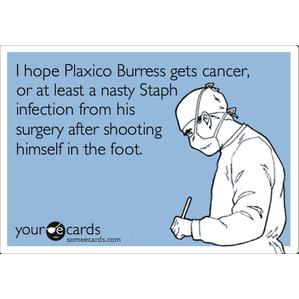 I hope Plaxico Burress gets cancer,
or at least a nasty Staph
infection from his
surgery after shooting
himself in the foot.
your e cards
someecards.com